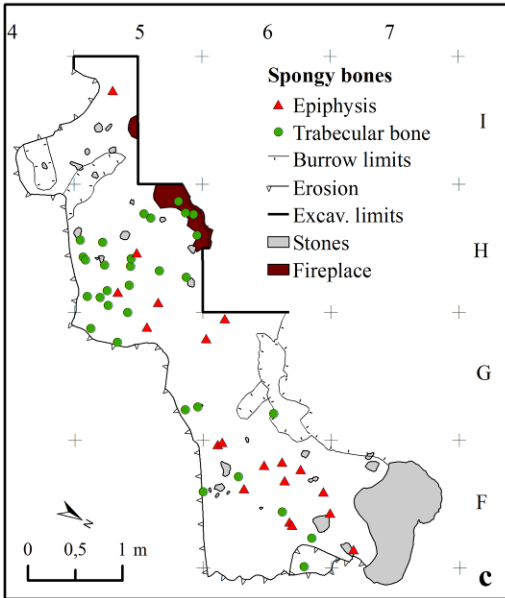 4 5 6 7
Spongy bones
Epiphysis
Trabecular bone
Burrow limits
Erosion
Excav. limits
Stones
Fireplace
I
H
G
F
N
0 0,5 1 m
c